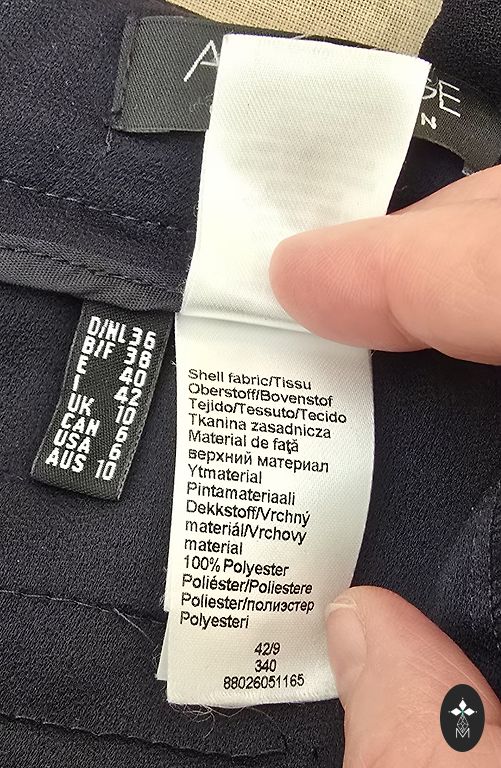 D/NL 36
B/F 38
E 40
I 42
UK 10
CAN 6
USA 6
AUS 10
Shell fabric/Tissu
Oberstoff/Bovenstof
Tejido/Tessuto/Tecido
Tkanina zasadnicza
Material de faţă
верхний материал
Ytmaterial
Pintamateriaali
Dekkstoff/Vrchný
materiál/Vrchovy
material
100% Polyester
Poliéster/Poliestere
Poliester/полиэстер
Polyesteri
42/9
340
88026051165